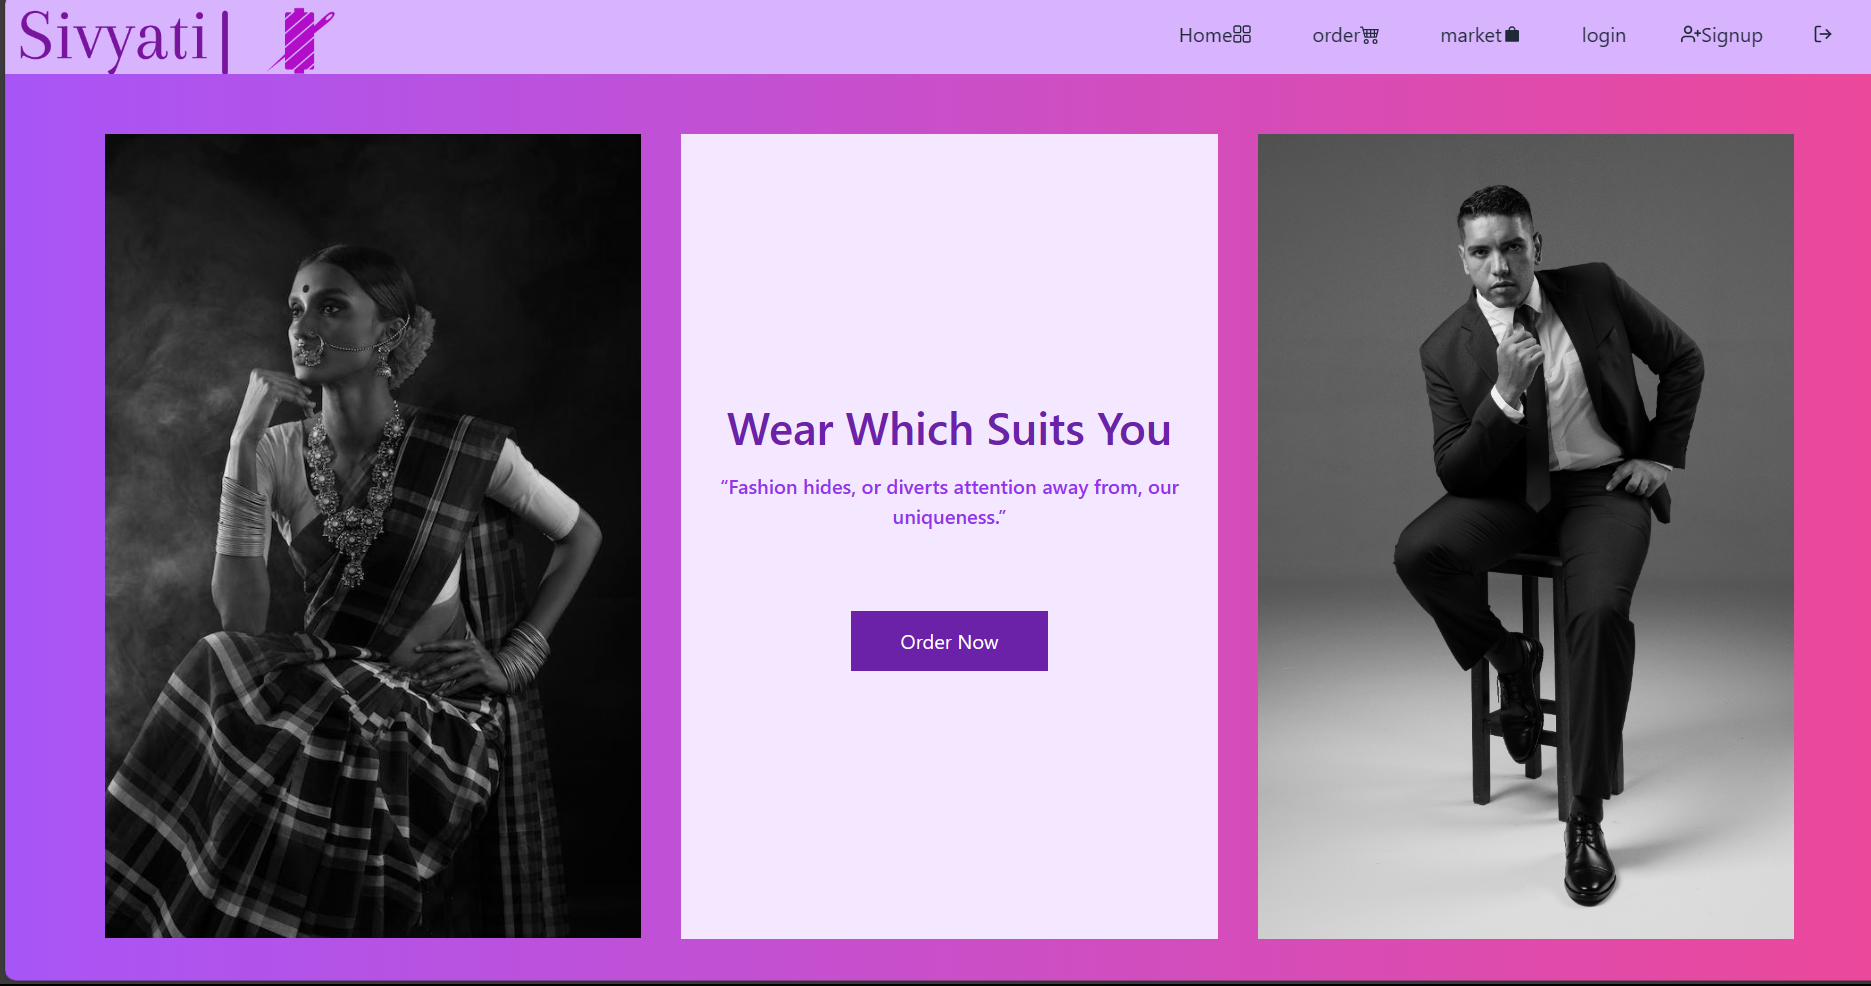 Sivyati|
Home order market login Signup
Wear Which Suits You
“Fashion hides, or diverts attention away from, our
uniqueness.”
Order Now